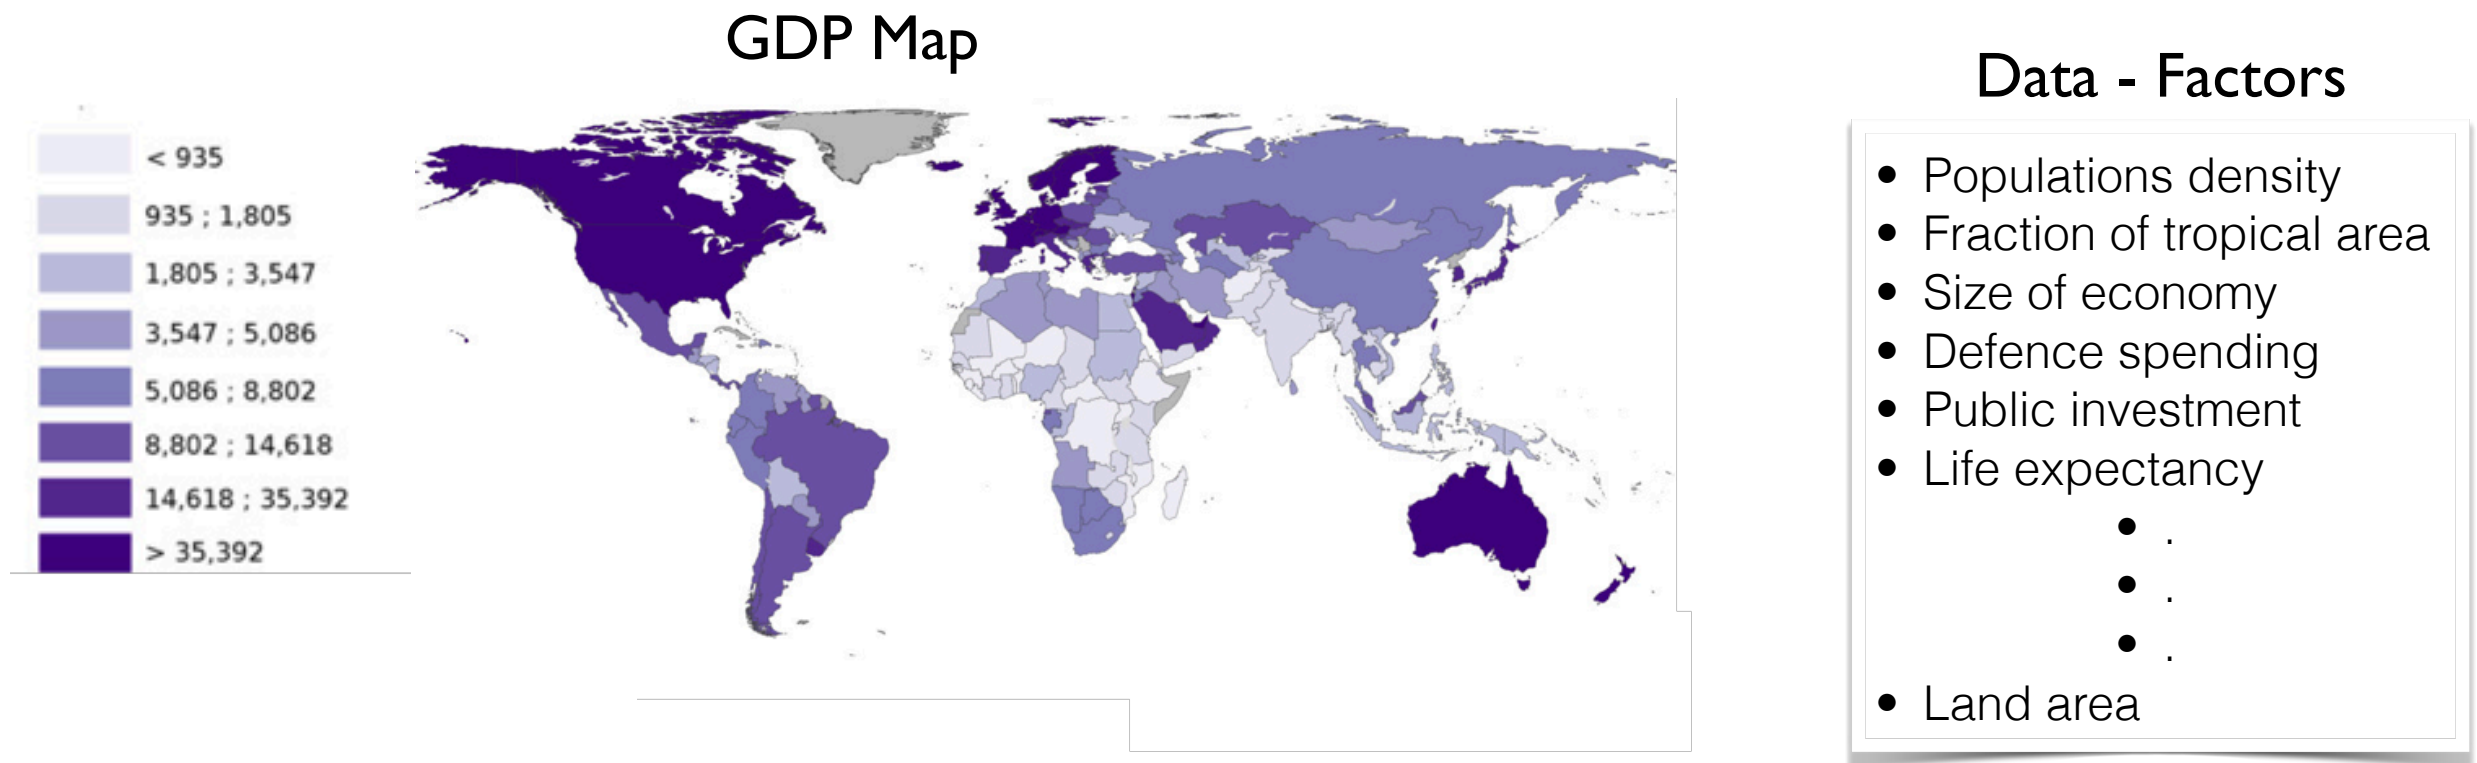 GDP Map
< 935
935 ; 1,805
1,805 ; 3,547
3,547 ; 5,086
5,086 ; 8,802
8,802 ; 14,618
14,618 ; 35,392
> 35,392
Data - Factors
• Populations density
• Fraction of tropical area
• Size of economy
• Defence spending
• Public investment
• Life expectancy
• .
• .
• .
• Land area